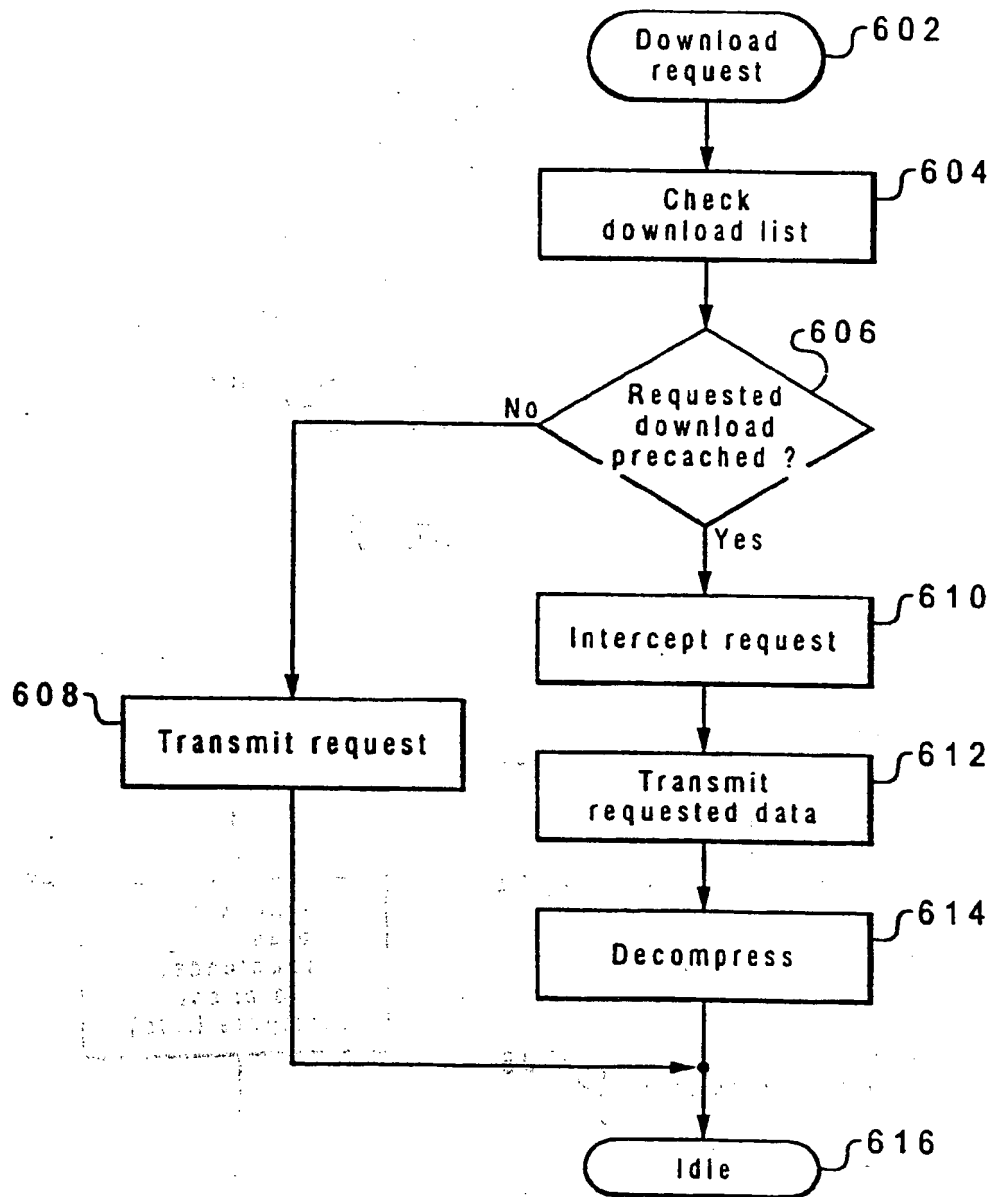 Download
request
602
Check
download list
604
606
Requested
download
precached ?
No
Yes
610
Intercept request
608
Transmit request
612
Transmit
requested data
614
Decompress
616
Idle